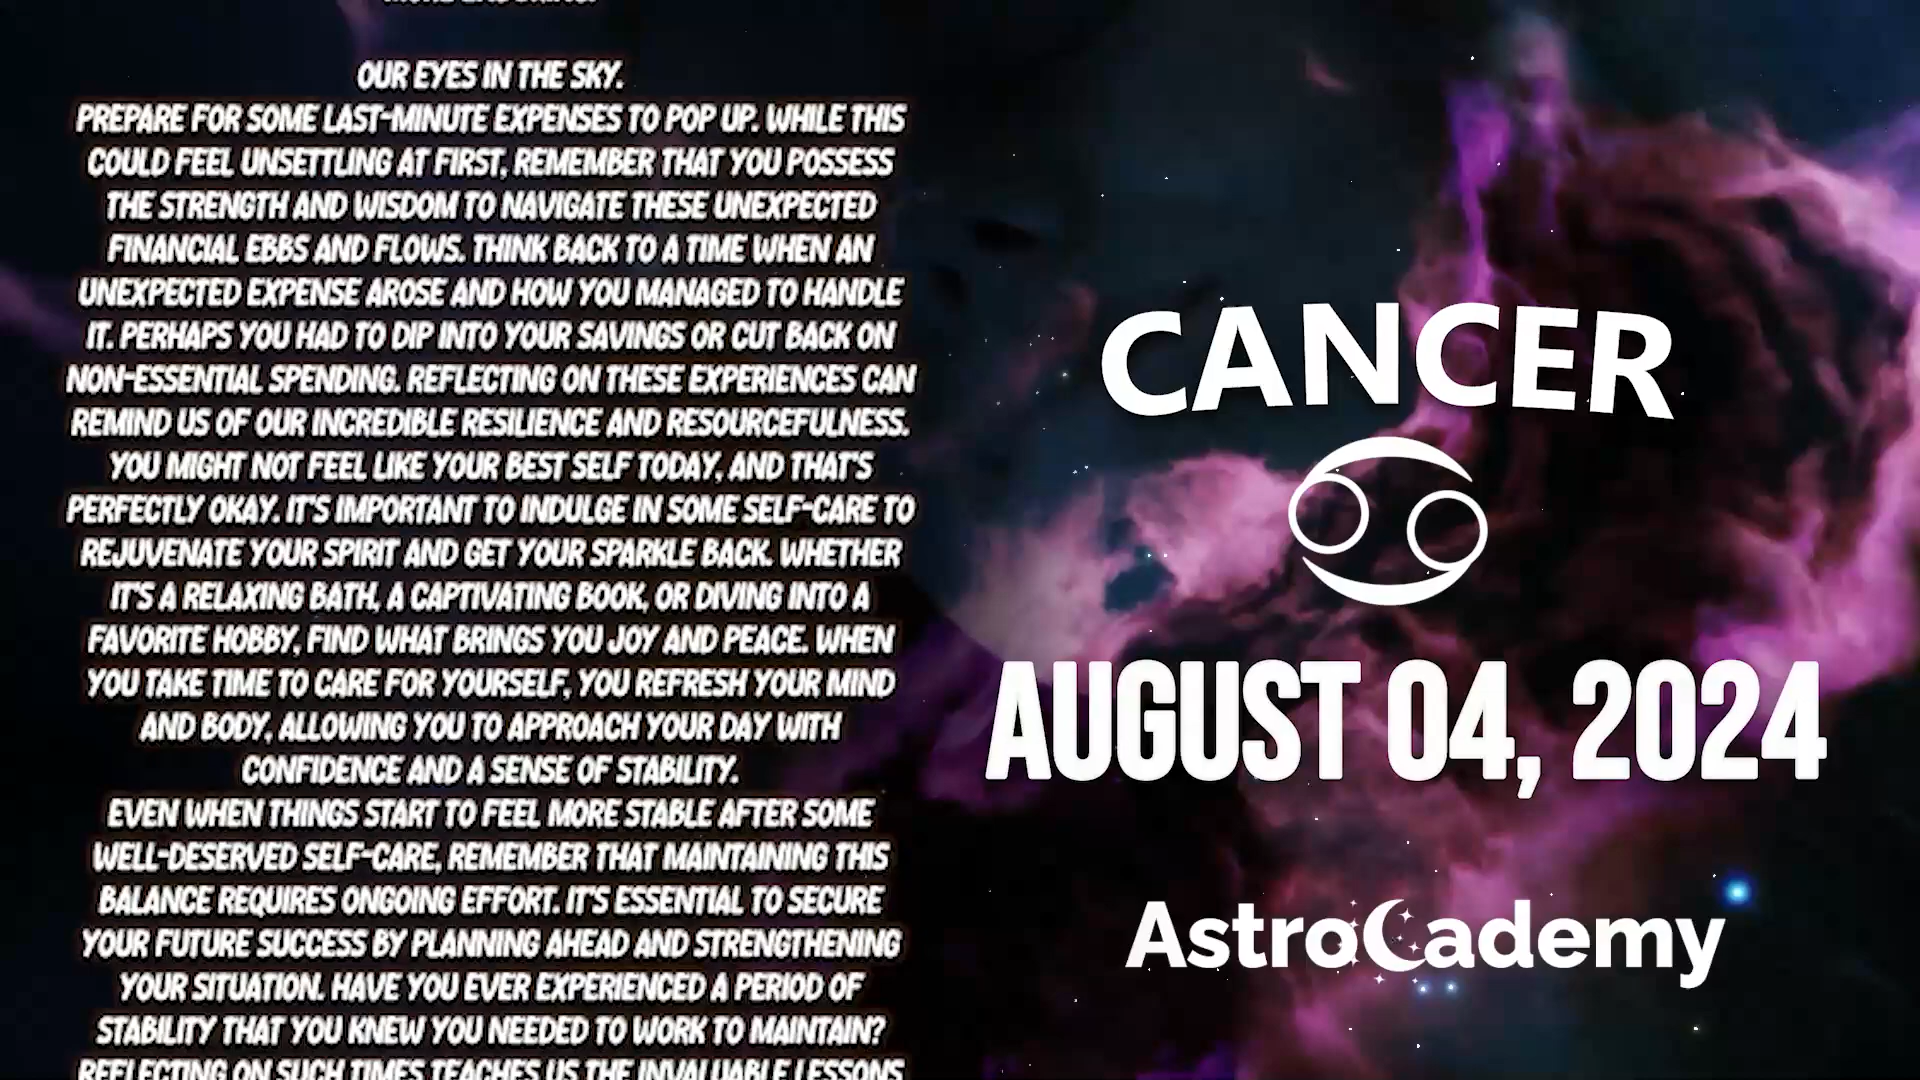 OUR EYES IN THE SKY.
PREPARE FOR SOME LAST-MINUTE EXPENSES TO POP UP. WHILE THIS
COULD FEEL UNSETTLING AT FIRST, REMEMBER THAT YOU POSSESS
THE STRENGTH AND WISDOM TO NAVIGATE THESE UNEXPECTED
FINANCIAL EBBS AND FLOWS. THINK BACK TO A TIME WHEN AN
UNEXPECTED EXPENSE AROSE AND HOW YOU MANAGED TO HANDLE
IT. PERHAPS YOU HAD TO DIP INTO YOUR SAVINGS OR CUT BACK ON
NON-ESSENTIAL SPENDING. REFLECTING ON THESE EXPERIENCES CAN
REMIND US OF OUR INCREDIBLE RESILIENCE AND RESOURCEFULNESS.
YOU MIGHT NOT FEEL LIKE YOUR BEST SELF TODAY, AND THAT'S
PERFECTLY OKAY. IT'S IMPORTANT TO INDULGE IN SOME SELF-CARE TO
REJUVENATE YOUR SPIRIT AND GET YOUR SPARKLE BACK. WHETHER
IT'S A RELAXING BATH, A CAPTIVATING BOOK, OR DIVING INTO A
FAVORITE HOBBY, FIND WHAT BRINGS YOU JOY AND PEACE. WHEN
YOU TAKE TIME TO CARE FOR YOURSELF, YOU REFRESH YOUR MIND
AND BODY, ALLOWING YOU TO APPROACH YOUR DAY WITH
CONFIDENCE AND A SENSE OF STABILITY.
EVEN WHEN THINGS START TO FEEL MORE STABLE AFTER SOME
WELL-DESERVED SELF-CARE, REMEMBER THAT MAINTAINING THIS
BALANCE REQUIRES ONGOING EFFORT. IT'S ESSENTIAL TO SECURE
YOUR FUTURE SUCCESS BY PLANNING AHEAD AND STRENGTHENING
YOUR SITUATION. HAVE YOU EVER EXPERIENCED A PERIOD OF
STABILITY THAT YOU KNEW YOU NEEDED TO WORK TO MAINTAIN?
REFLECTING ON SUCH TIMES TEACHES US THE INVALUABLE LESSONS
CANCER
AUGUST 04, 2024
AstroCademy